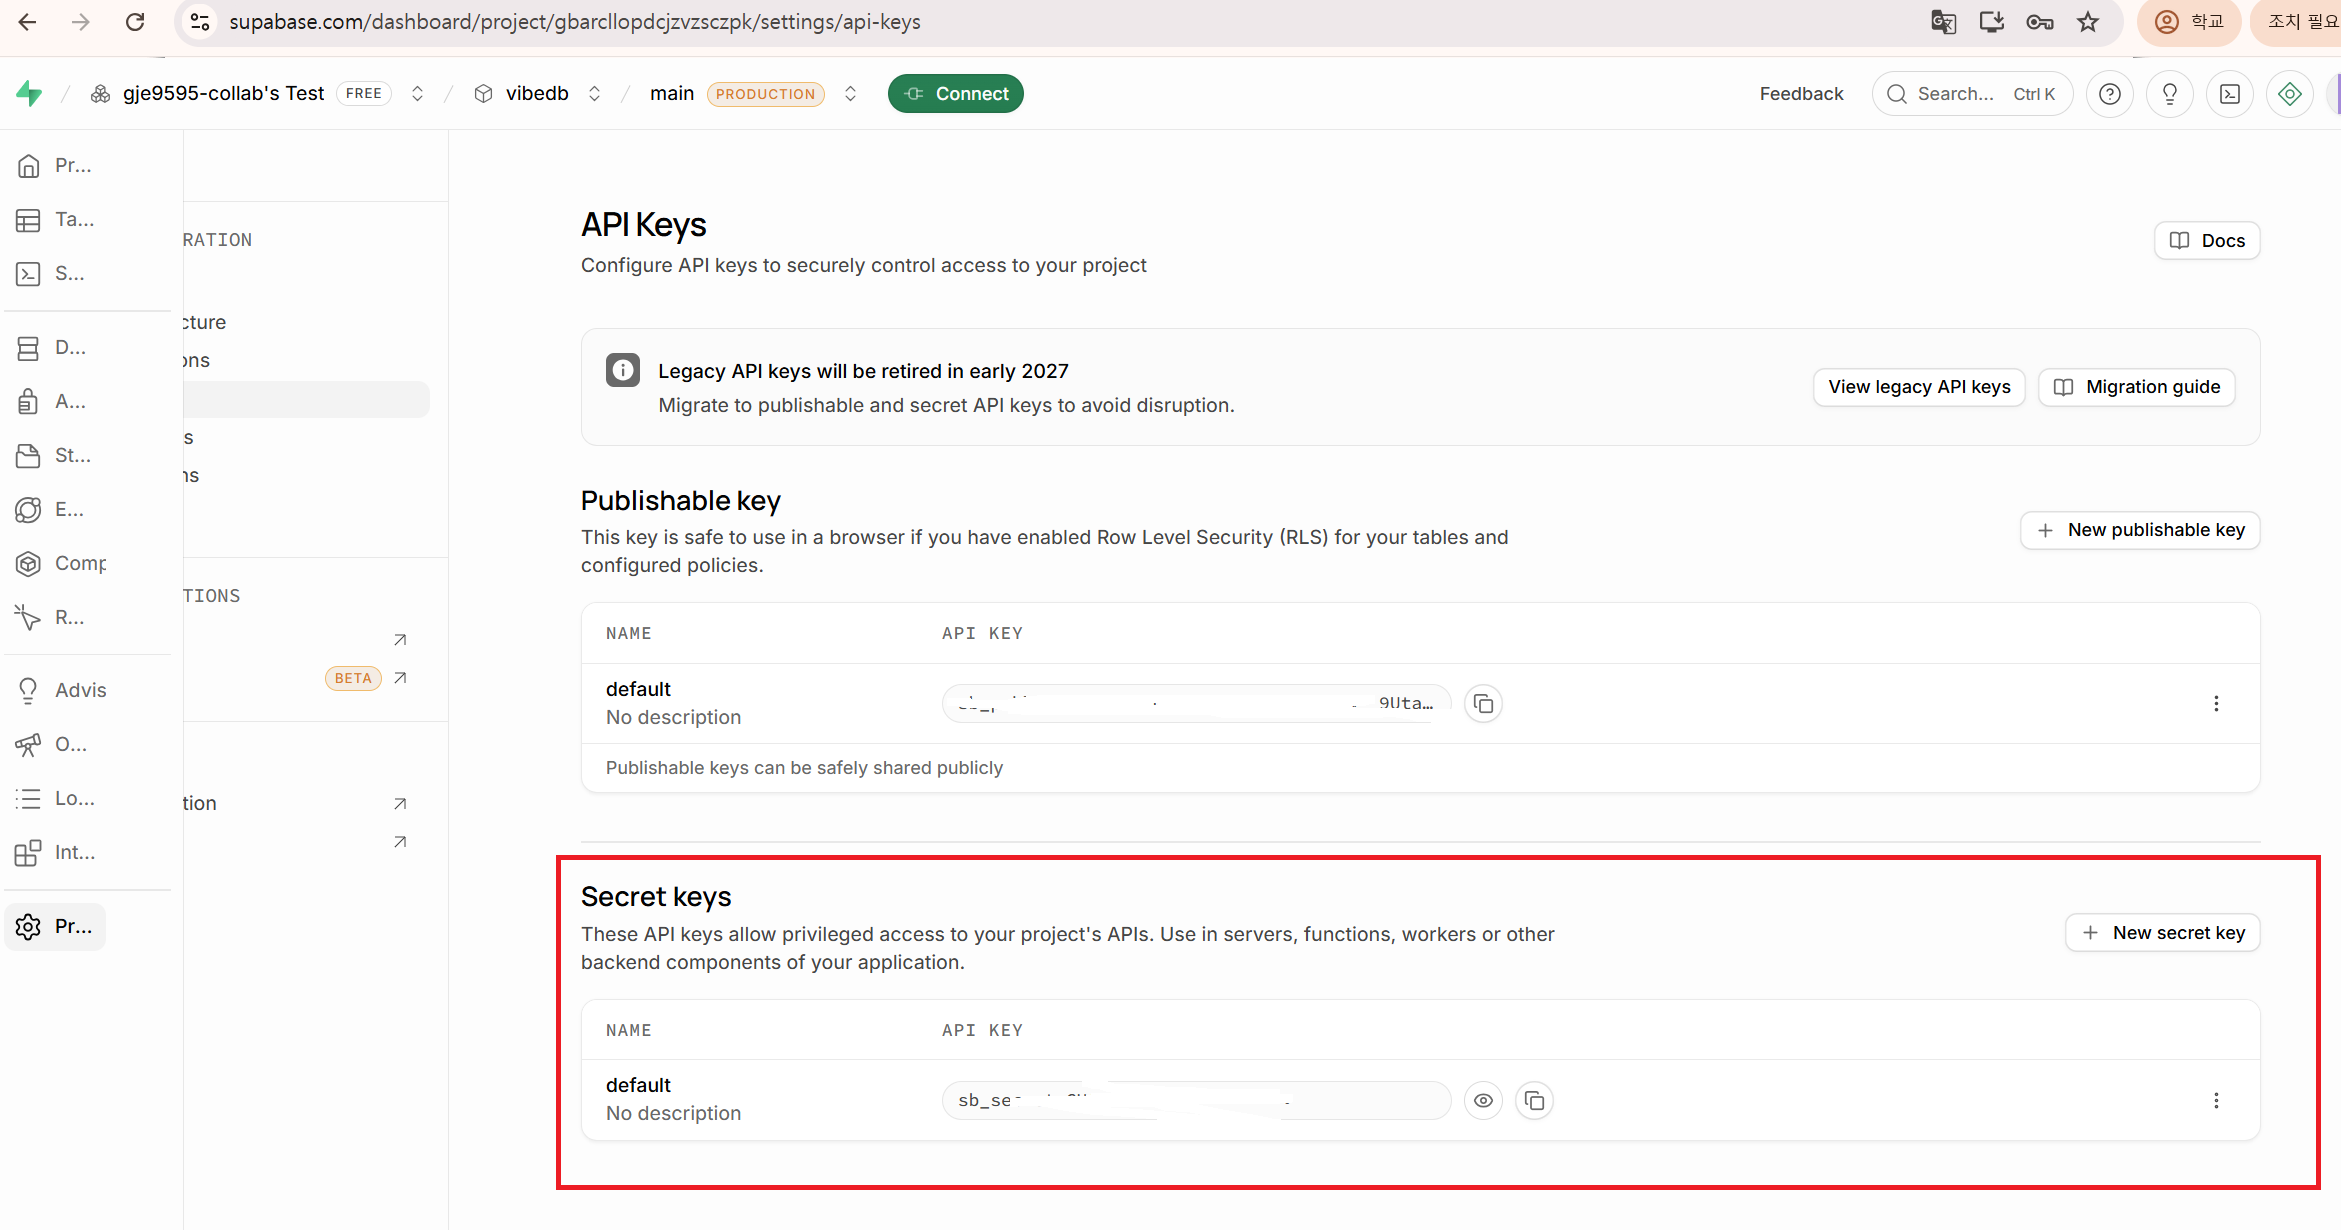 supabase.com/dashboard/project/gbarcllopdcjzvzsczpk/settings/api-keys
학교
조치 필요
gje9595-collab's Test FREE
vibedb
main PRODUCTION
Connect
Feedback
Search... Ctrl K
Pr...
Ta...
S...
D...
A...
St...
E...
Comp
R...
Advis
O...
Lo...
Int...
Pr...
RATION
cture
ons
s
ns
TIONS
BETA
tion
API Keys
Configure API keys to securely control access to your project
Docs
Legacy API keys will be retired in early 2027
Migrate to publishable and secret API keys to avoid disruption.
View legacy API keys
Migration guide
Publishable key
This key is safe to use in a browser if you have enabled Row Level Security (RLS) for your tables and
configured policies.
New publishable key
NAME API KEY
default
No description
9Uta…
Publishable keys can be safely shared publicly
Secret keys
These API keys allow privileged access to your project's APIs. Use in servers, functions, workers or other
backend components of your application.
New secret key
NAME API KEY
default
No description
sb_se